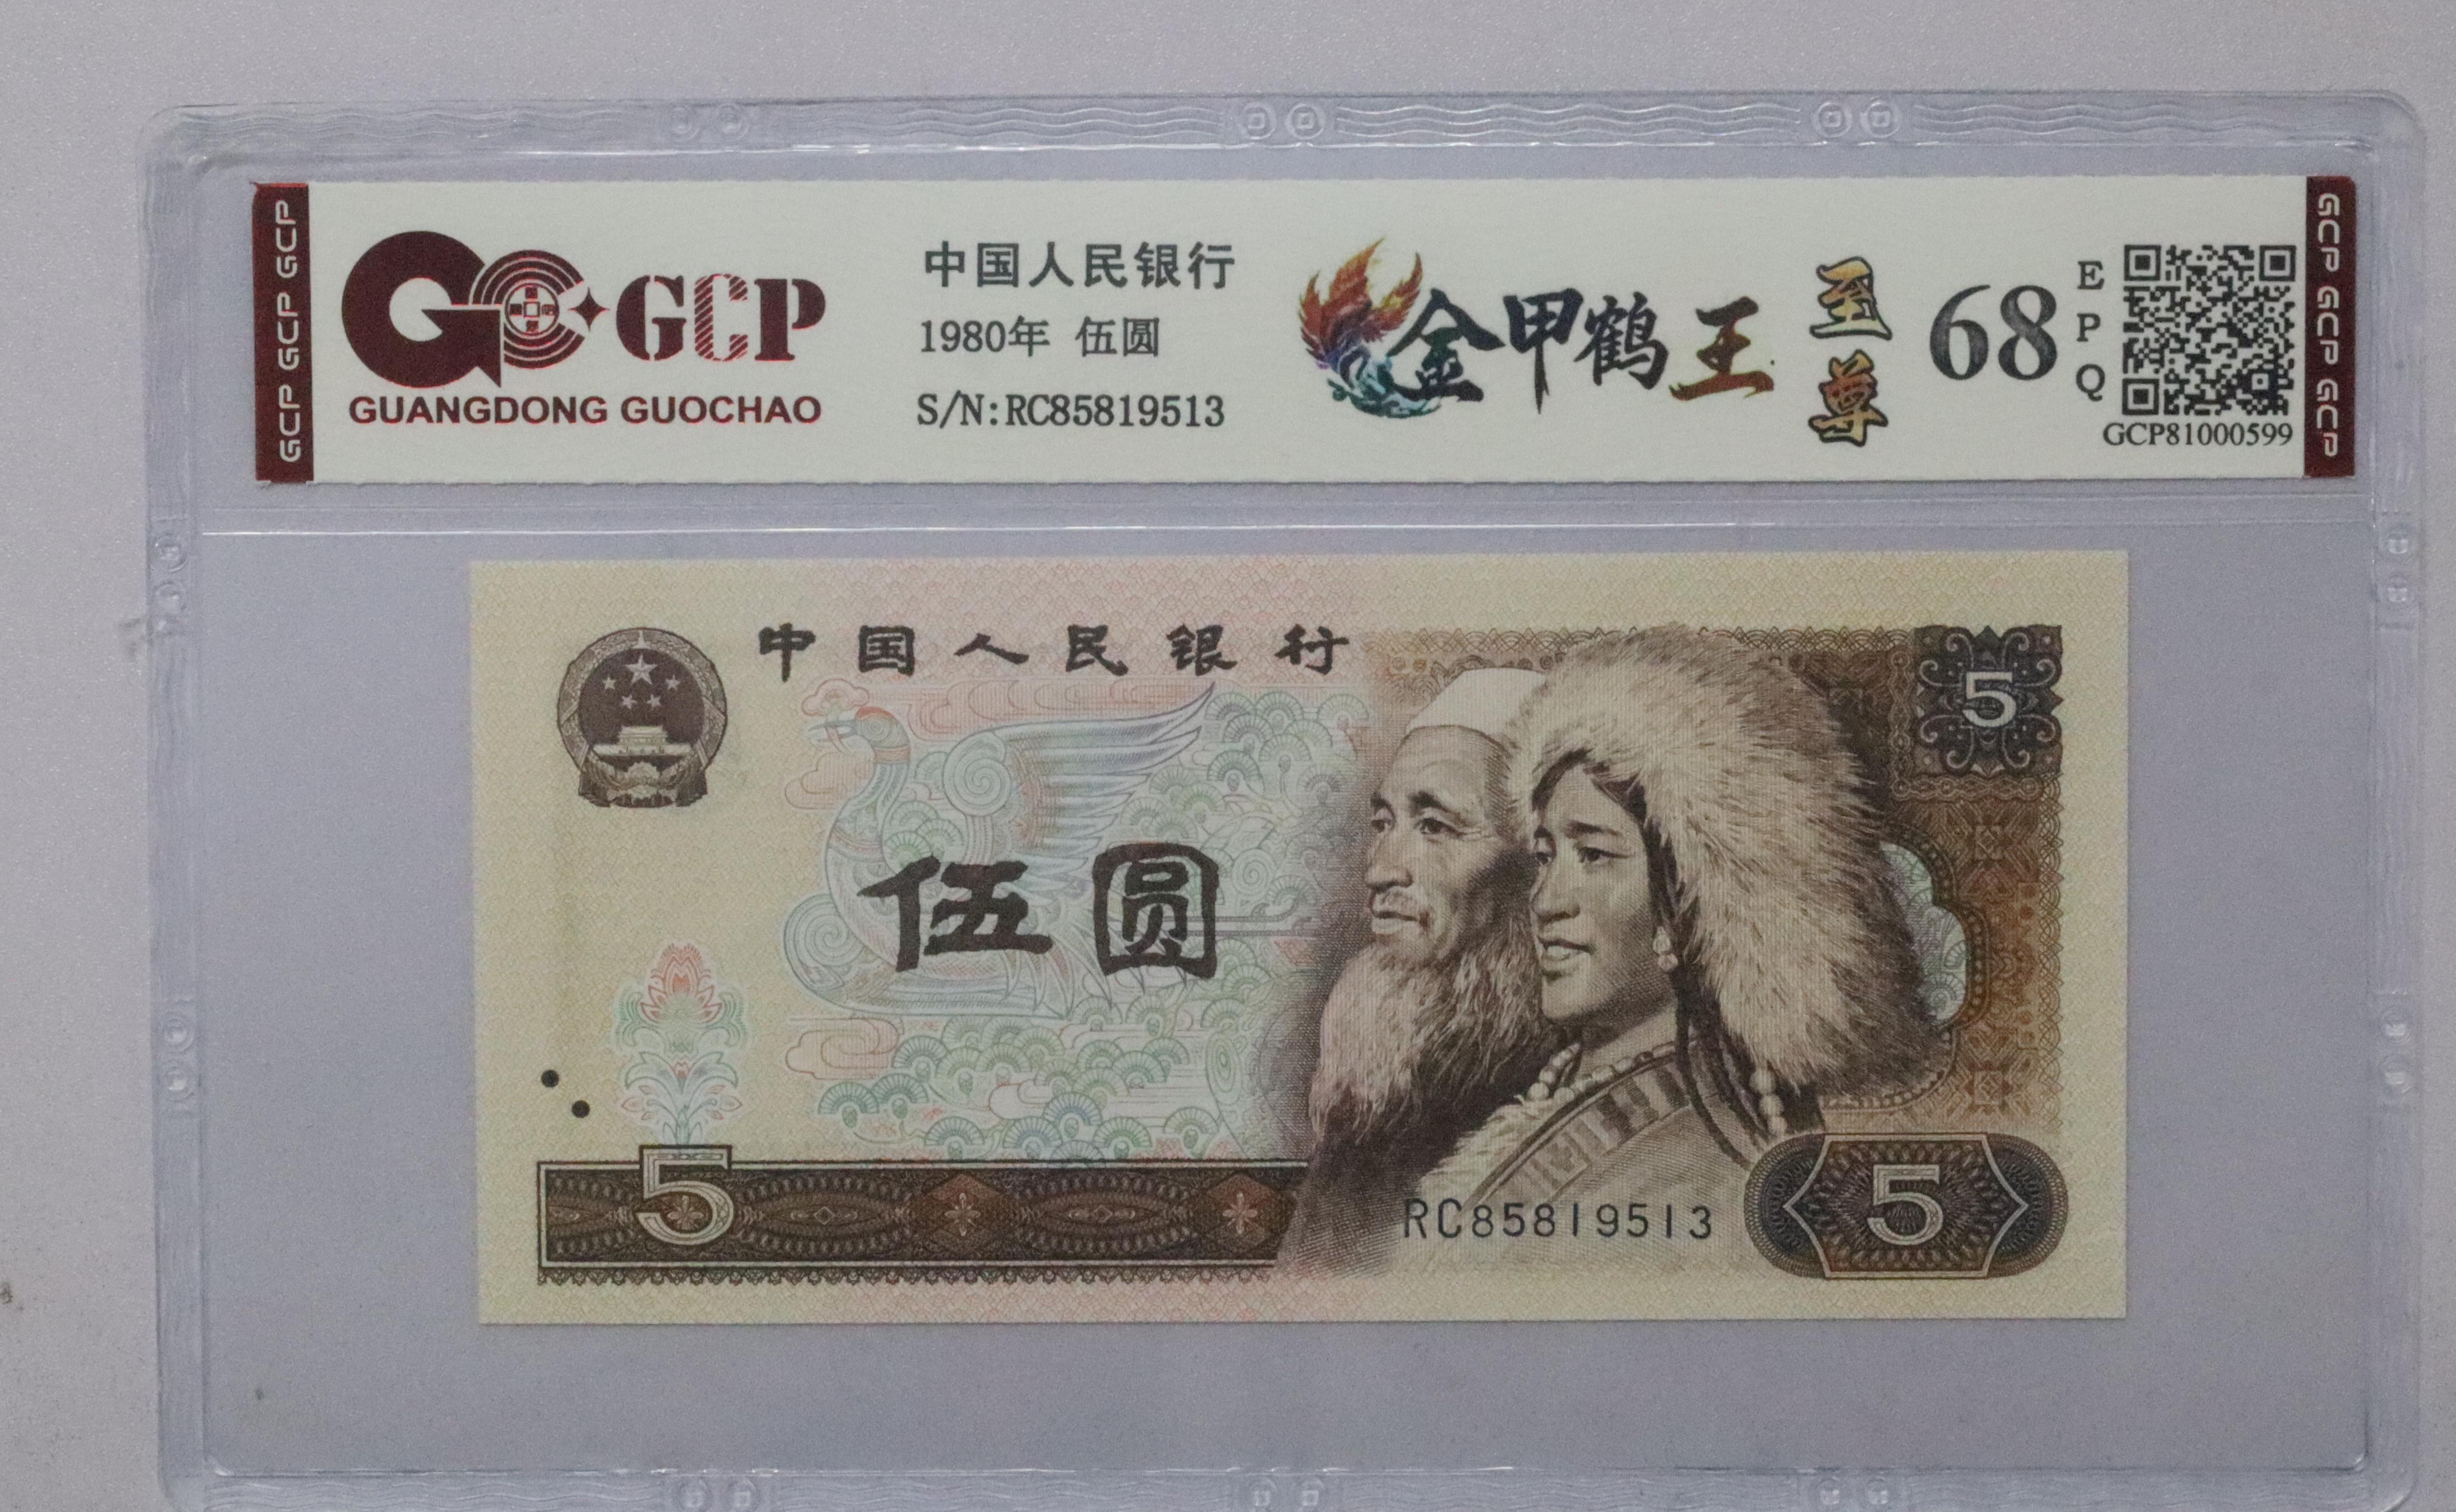 GCP GCP GCP
GCP
GUANGDONG GUOCHAO
中国人民银行
1980年 伍圆
S/N:RC85819513
金甲鹤王
至尊
68
EPQ
GCP81000599
GCP GCP GCP
中国人民银行
5
伍圆
5
RC85819513
5